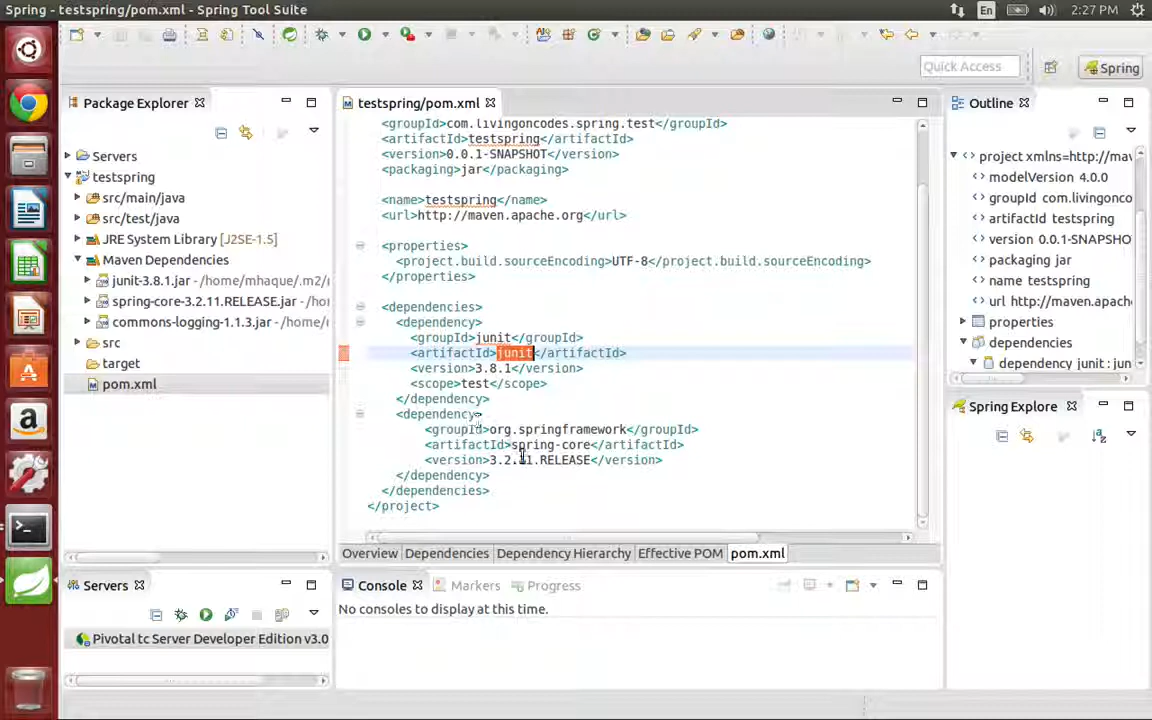 Spring - testspring/pom.xml - Spring Tool Suite
En
2:27 PM
Quick Access
Spring
Package Explorer
Servers
testspring
src/main/java
src/test/java
JRE System Library [J2SE-1.5]
Maven Dependencies
junit-3.8.1.jar - /home/mhaque/.m2/
spring-core-3.2.11.RELEASE.jar - /ho
commons-logging-1.1.3.jar - /home/
src
target
pom.xml
testspring/pom.xml
<groupId>com.livingoncodes.spring.test</groupId>
<artifactId>testspring</artifactId>
<version>0.0.1-SNAPSHOT</version>
<packaging>jar</packaging>
<name>testspring</name>
<url>http://maven.apache.org</url>
<properties>
<project.build.sourceEncoding>UTF-8</project.build.sourceEncoding>
</properties>
<dependencies>
<dependency>
<groupId>junit</groupId>
<artifactId>junit</artifactId>
<version>3.8.1</version>
<scope>test</scope>
</dependency>
<dependency>
<groupId>org.springframework</groupId>
<artifactId>spring-core</artifactId>
<version>3.2.11.RELEASE</version>
</dependency>
</dependencies>
</project>
Overview
Dependencies
Dependency Hierarchy
Effective POM
pom.xml
Outline
project xmlns=http://mav
modelVersion 4.0.0
groupId com.livingonco
artifactId testspring
version 0.0.1-SNAPSHO
packaging jar
name testspring
url http://maven.apach
properties
dependencies
dependency junit : jun
Spring Explore
Servers
Pivotal tc Server Developer Edition v3.0
Console
Markers
Progress
No consoles to display at this time.